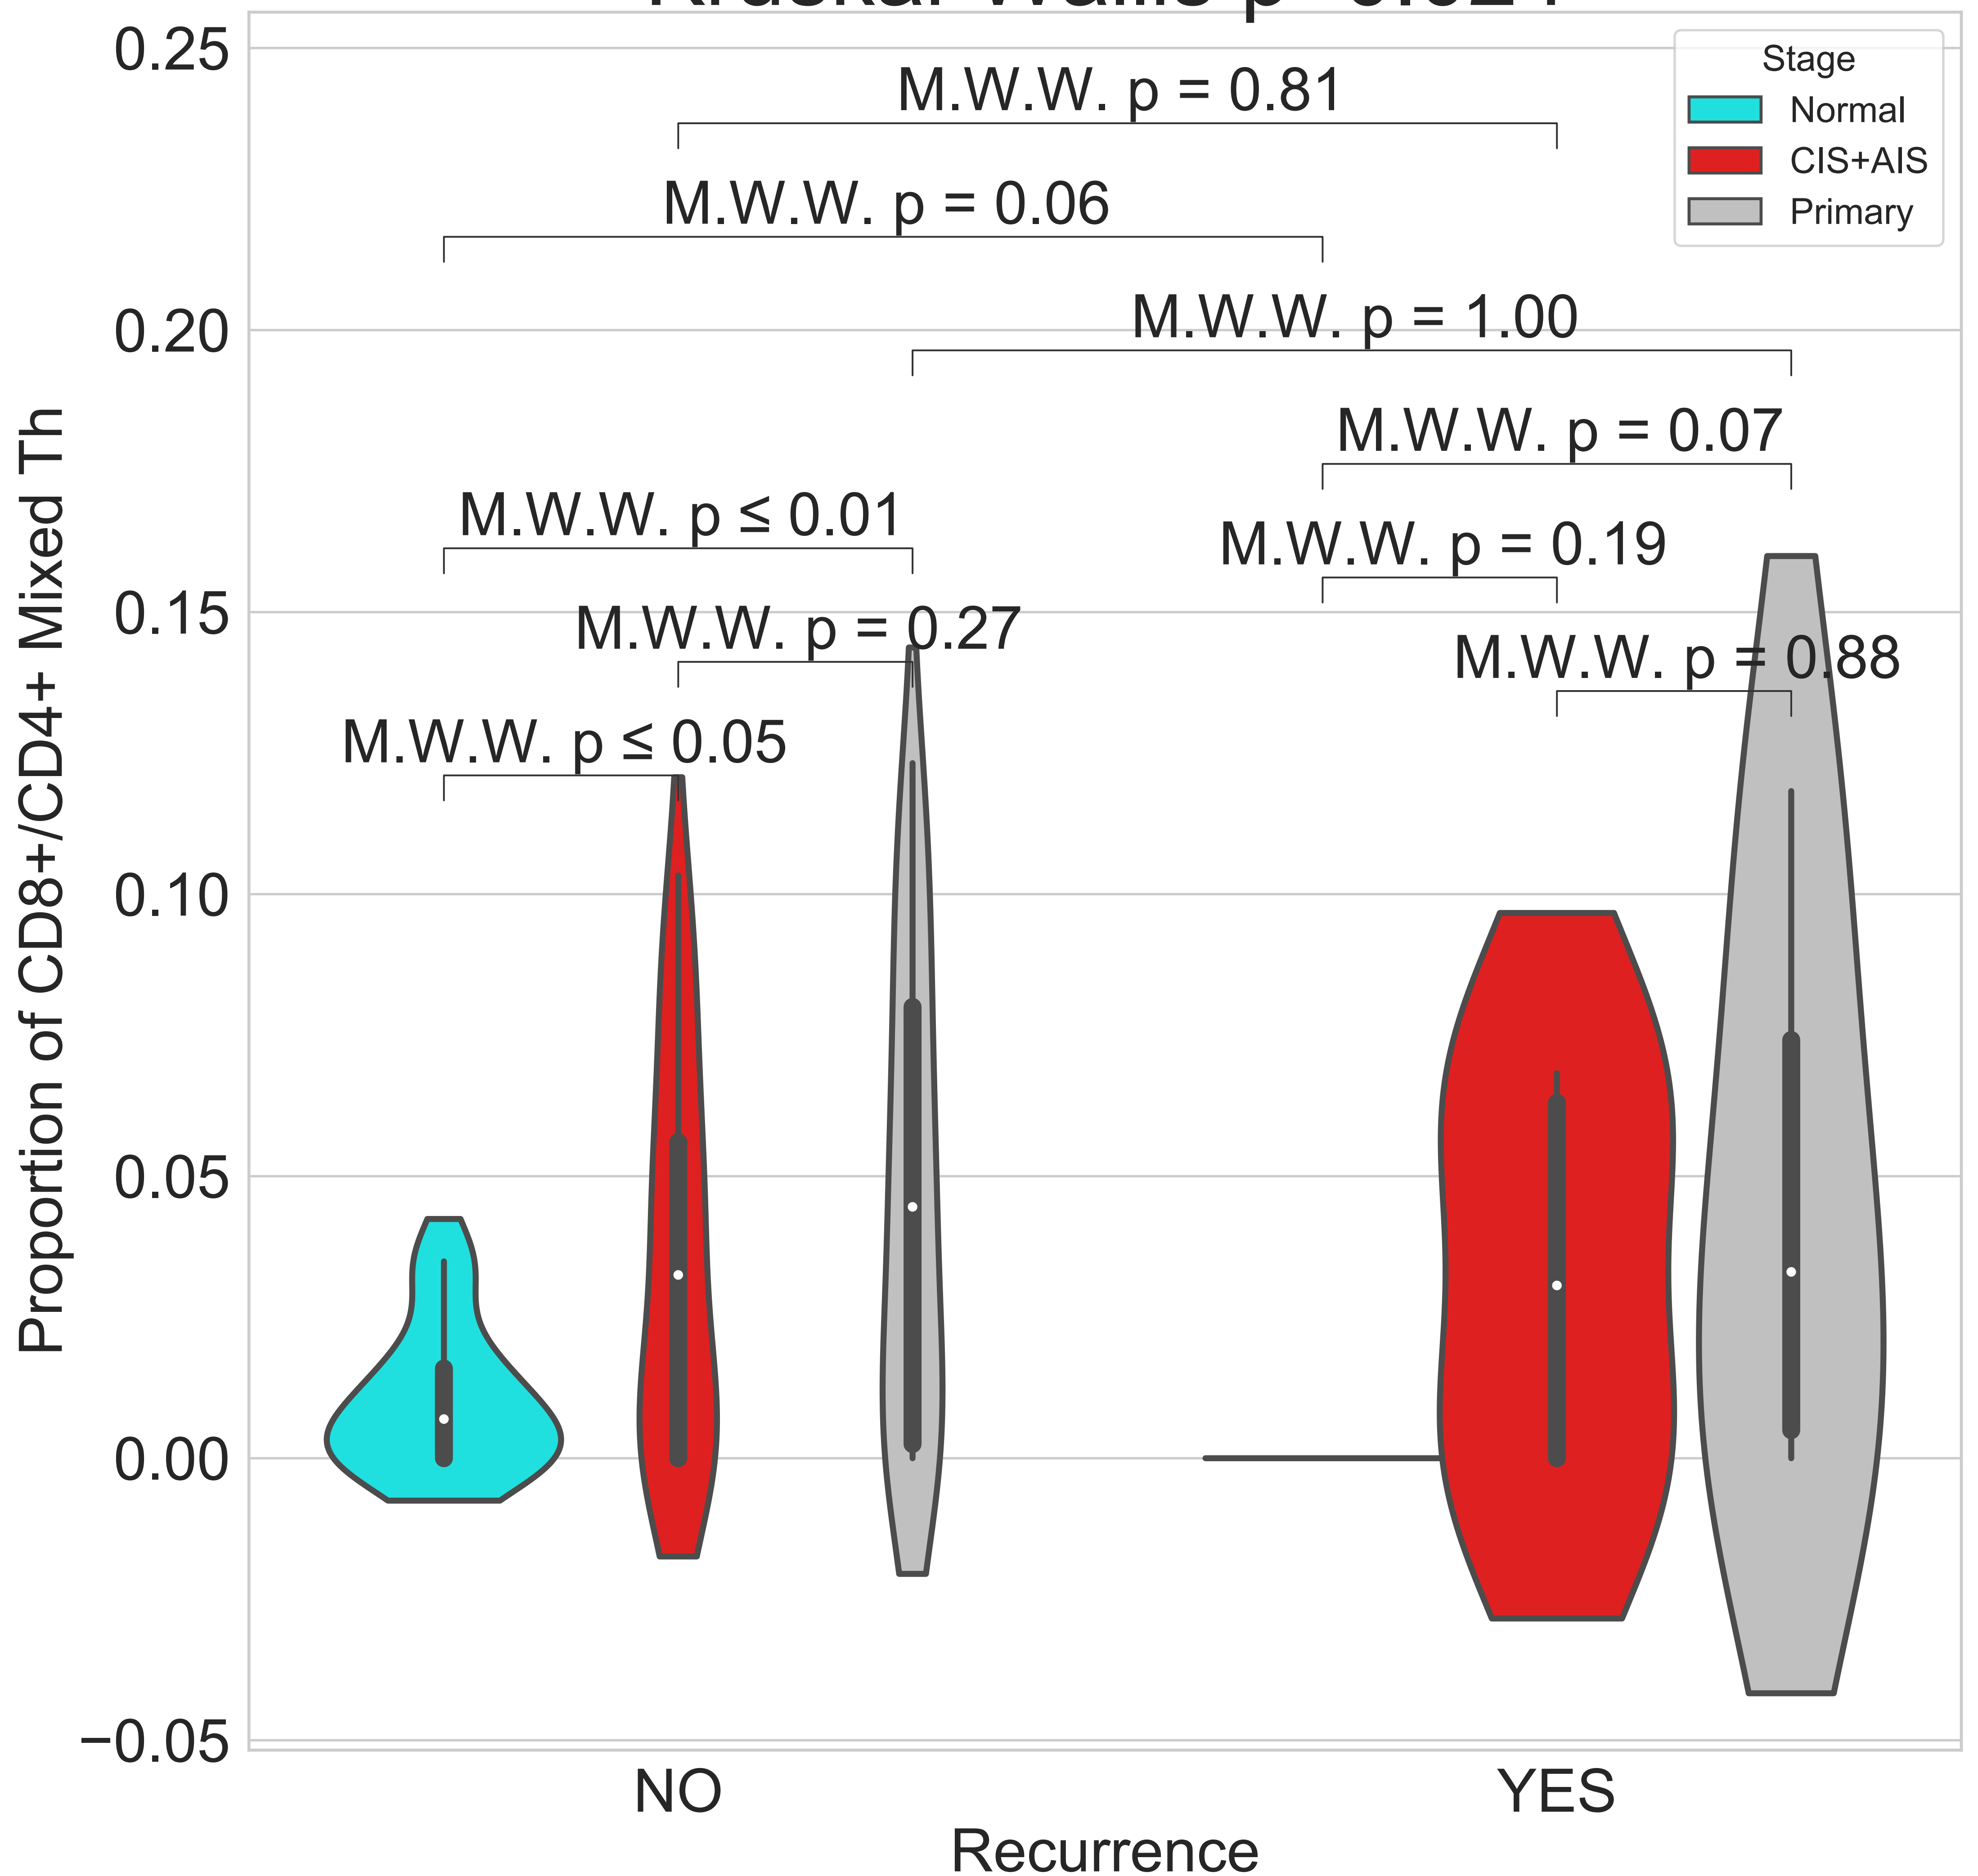 0.25
0.20
0.15
0.10
0.05
0.00
−0.05
Proportion of CD8+/CD4+ Mixed Th
M.W.W. p = 0.81
M.W.W. p = 0.06
M.W.W. p = 1.00
M.W.W. p = 0.07
M.W.W. p ≤ 0.01
M.W.W. p = 0.19
M.W.W. p = 0.27
M.W.W. p = 0.88
M.W.W. p ≤ 0.05
Stage
Normal
CIS+AIS
Primary
NO
YES
Recurrence